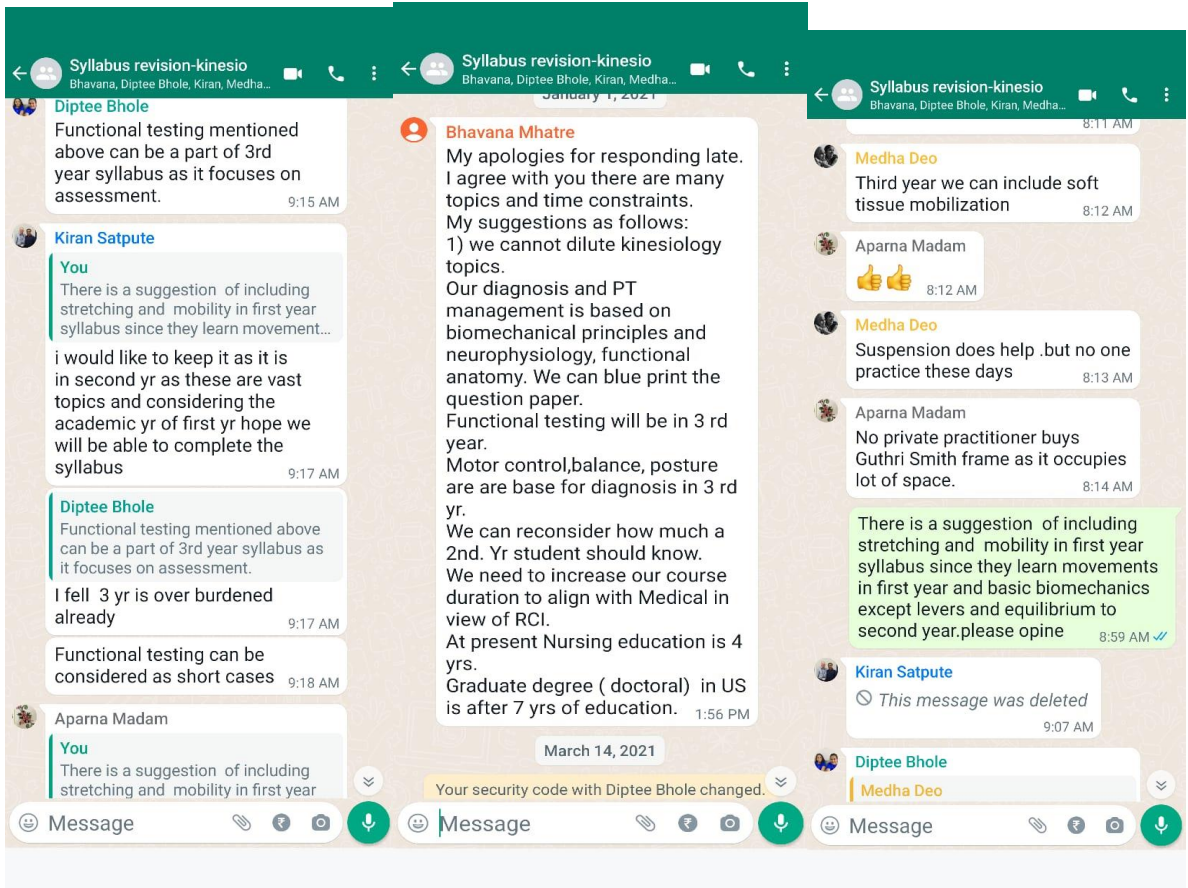 Syllabus revision-kinesio
Bhavana, Diptee Bhole, Kiran, Medha...
Diptee Bhole
Functional testing mentioned
above can be a part of 3rd
year syllabus as it focuses on
assessment.
9:15 AM
Kiran Satpute
You
There is a suggestion of including
stretching and mobility in first year
syllabus since they learn movement...
i would like to keep it as it is
in second yr as these are vast
topics and considering the
academic yr of first yr hope we
will be able to complete the
syllabus
9:17 AM
Diptee Bhole
Functional testing mentioned above
can be a part of 3rd year syllabus as
it focuses on assessment.
I fell 3 yr is over burdened
already
9:17 AM
Functional testing can be
considered as short cases
9:18 AM
Aparna Madam
You
There is a suggestion of including
stretching and mobility in first year
Message
Syllabus revision-kinesio
Bhavana, Diptee Bhole, Kiran, Medha...
January 1, 2021
Bhavana Mhatre
My apologies for responding late.
I agree with you there are many
topics and time constraints.
My suggestions as follows:
1) we cannot dilute kinesiology
topics.
Our diagnosis and PT
management is based on
biomechanical principles and
neurophysiology, functional
anatomy. We can blue print the
question paper.
Functional testing will be in 3 rd
year.
Motor control,balance, posture
are are base for diagnosis in 3 rd
yr.
We can reconsider how much a
2nd. Yr student should know.
We need to increase our course
duration to align with Medical in
view of RCI.
At present Nursing education is 4
yrs.
Graduate degree ( doctoral) in US
is after 7 yrs of education.
1:56 PM
March 14, 2021
Your security code with Diptee Bhole changed.
Message
Syllabus revision-kinesio
Bhavana, Diptee Bhole, Kiran, Medha...
8:11 AM
Medha Deo
Third year we can include soft
tissue mobilization
8:12 AM
Aparna Madam
👍👍
8:12 AM
Medha Deo
Suspension does help .but no one
practice these days
8:13 AM
Aparna Madam
No private practitioner buys
Guthri Smith frame as it occupies
lot of space.
8:14 AM
There is a suggestion of including
stretching and mobility in first year
syllabus since they learn movements
in first year and basic biomechanics
except levers and equilibrium to
second year.please opine
8:59 AM
Kiran Satpute
This message was deleted
9:07 AM
Diptee Bhole
Medha Deo
Message